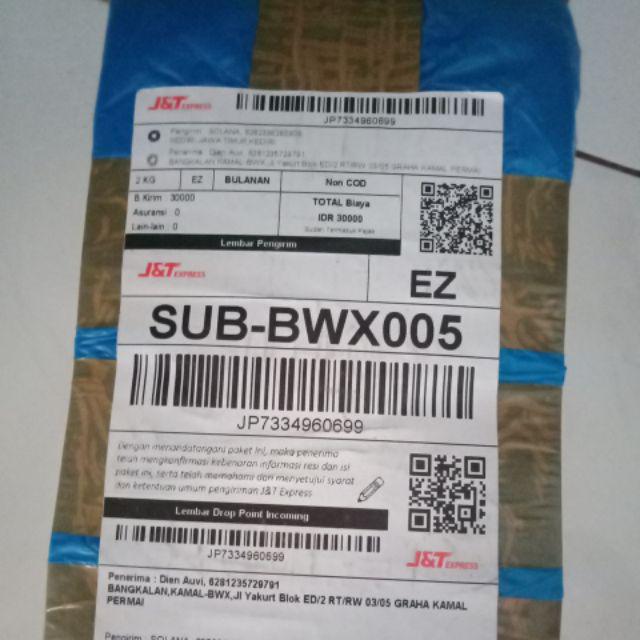 J&T EXPRESS
JP7334960699
Pengirim : SOLANA,
KEDIRI,JAWA TIMUR,KEDIRI
Penerima : Dien Auvi, 6281235729791
BANGKALAN,KAMAL-BWX,Jl Yakurt Blok ED/2 RT/RW 03/05 GRAHA KAMAL PERMAI
2 KG EZ BULANAN Non COD
B.Kirim : 30000
Asuransi : 0
Lain-lain : 0
TOTAL Biaya
IDR 30000
Sudah Termasuk Pajak
Lembar Pengirim
J&T EXPRESS
EZ
SUB-BWX005
JP7334960699
Dengan menandatangani paket ini, maka penerima
telah mengkonfirmasi kebenaran informasi resi dan isi
paket ini, serta telah memahami dan menyetujui syarat
dan ketentuan umum pengiriman J&T Express
Lembar Drop Point Incoming
JP7334960699
J&T EXPRESS
Penerima : Dien Auvi, 6281235729791
BANGKALAN,KAMAL-BWX,Jl Yakurt Blok ED/2 RT/RW 03/05 GRAHA KAMAL
PERMAI
Pengirim : SOLANA,